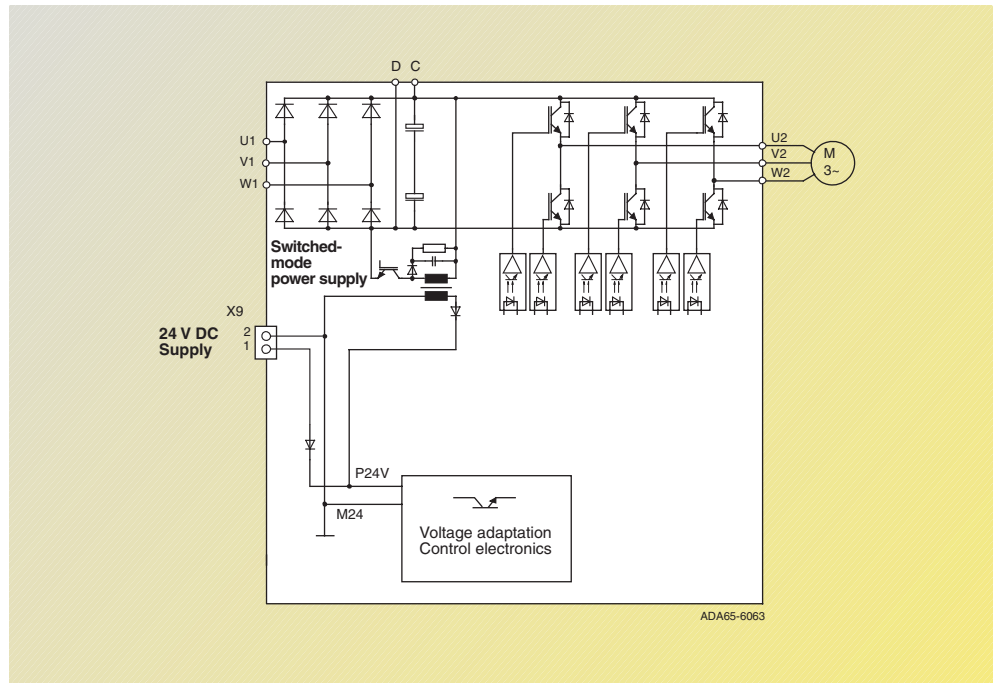 D C
U1
V1
W1
U2
V2
W2
M
3~
Switched-
mode
power supply
X9
24 V DC
Supply
2
1
P24V
M24
Voltage adaptation
Control electronics
ADA65-6063